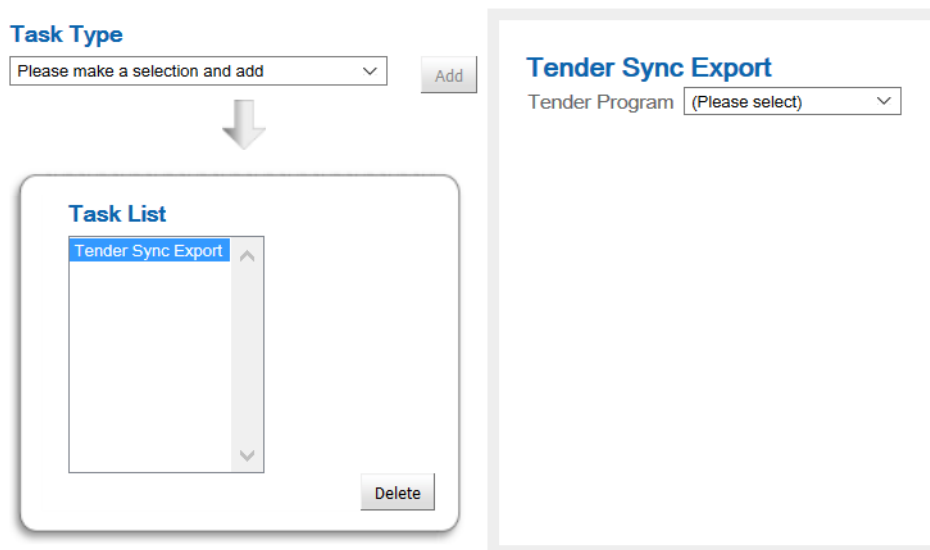 Task Type
Please make a selection and add
Add
Task List
Tender Sync Export
Delete
Tender Sync Export
Tender Program (Please select)